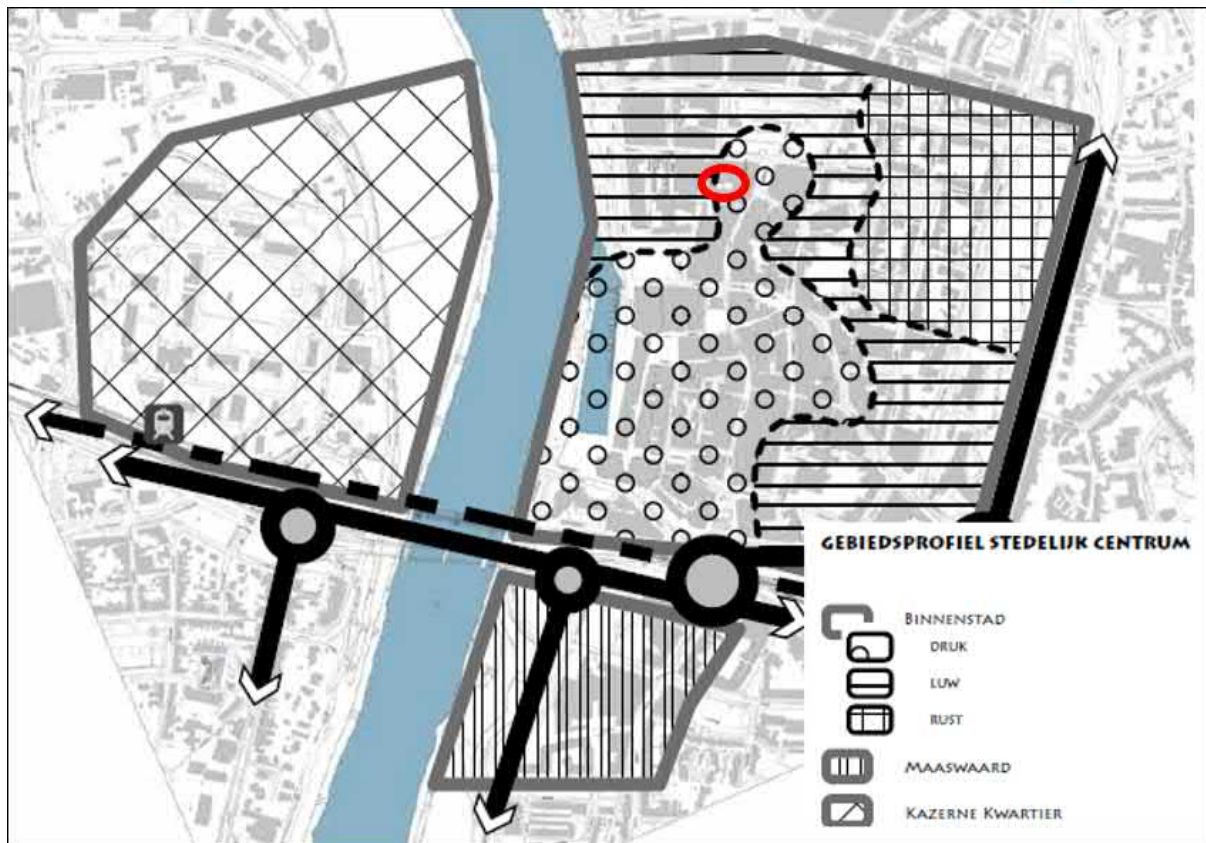 GEBIEDSPROFIEL STEDELIJK CENTRUM
BINNENSTAD
DRUK
LUW
RUST
MAASWAARD
KAZERNE KWARTIER